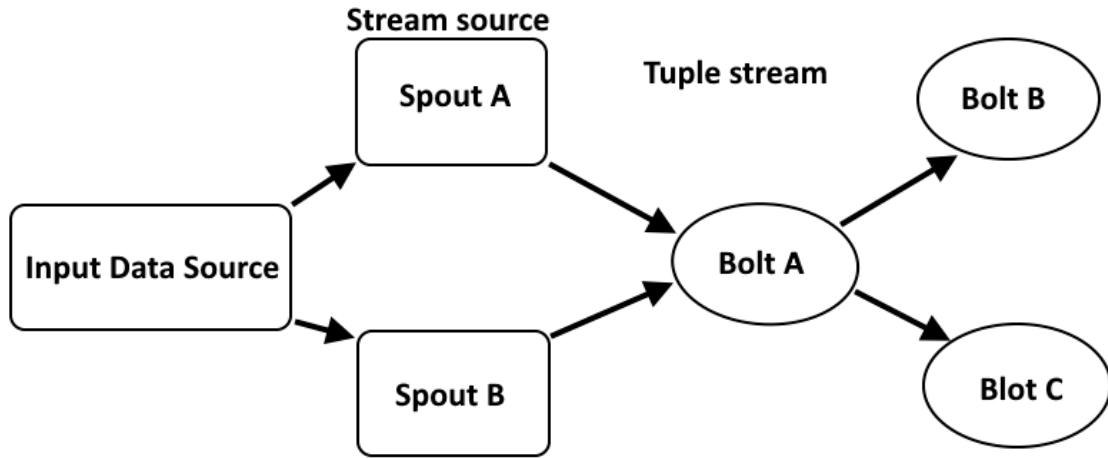 Stream source
Spout A
Tuple stream
Bolt B
Input Data Source
Bolt A
Spout B
Blot C